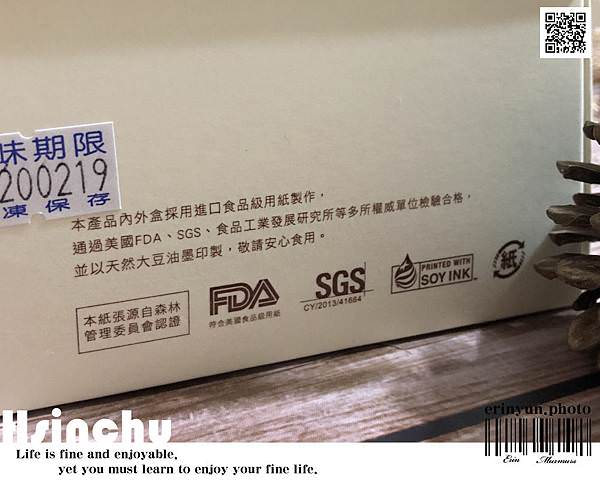 味期限
200219
凍保存
本產品內外盒採用進口食品級用紙製作，
通過美國FDA、SGS、食品工業發展研究所等多所權威單位檢驗合格，
並以天然大豆油墨印製，敬請安心食用。
本紙張源自森林
管理委員會認證
FDA
符合美國食品級用紙
SGS
CY/2013/41664
PRINTED WITH
SOY INK™
紙
Hsinchu
Life is fine and enjoyable,
yet you must learn to enjoy your fine life.
erinyun.photo
Erin Murmurs